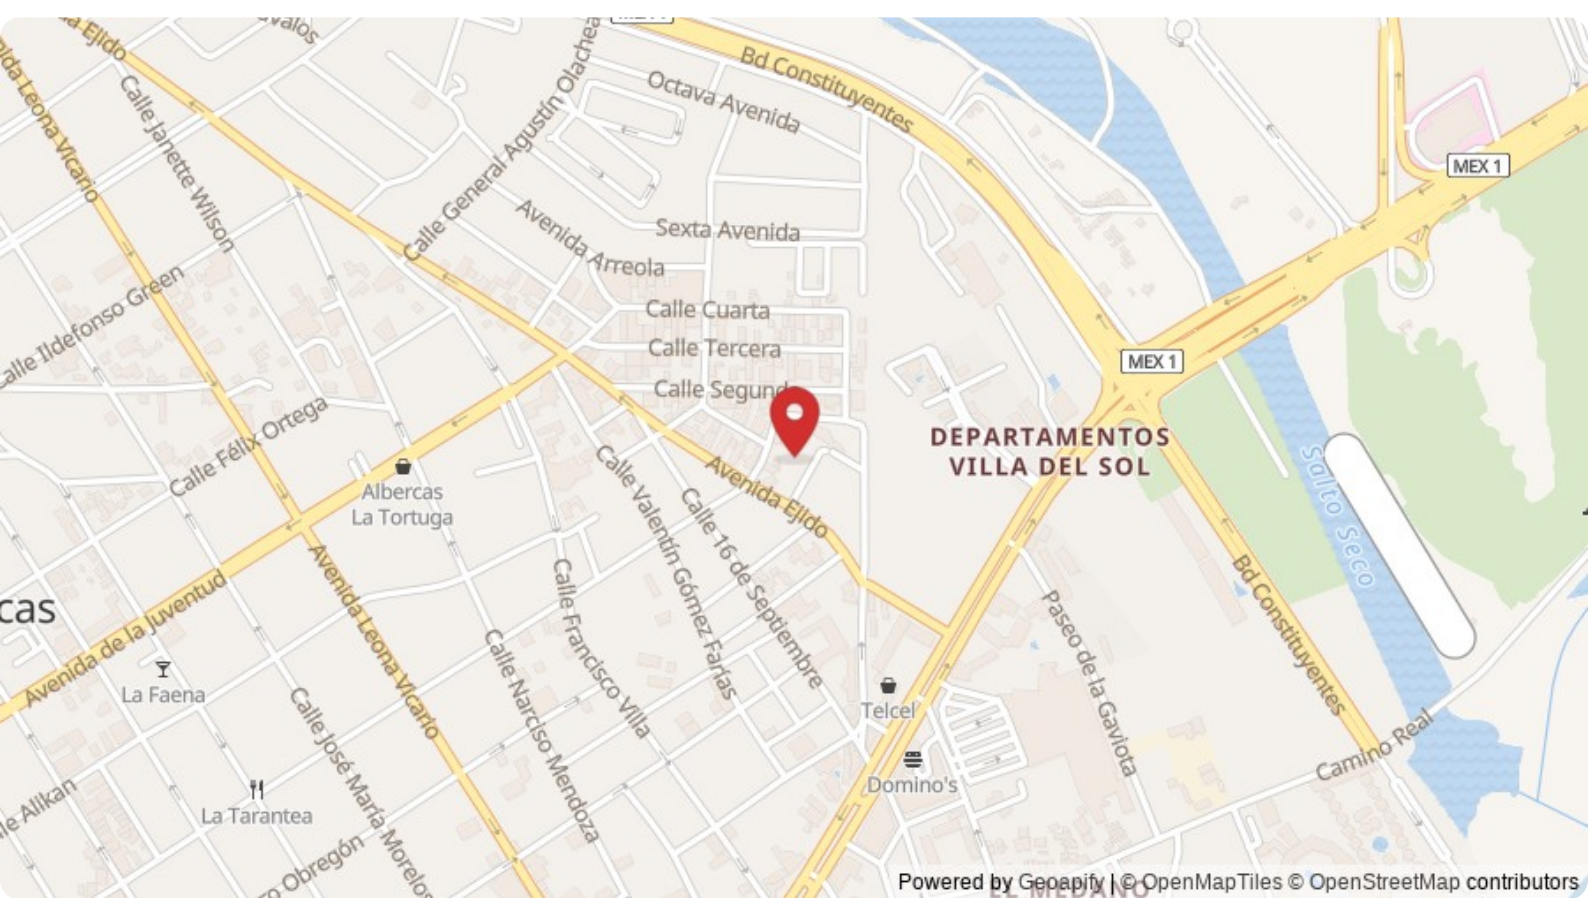 Bd Constituyentes
Octava Avenida
Calle General Agustín Olachea
Calle Janette Wilson
Avenida Leona Vicario
MEX 1
Sexta Avenida
Avenida Arreola
Calle Ildefonso Green
Calle Cuarta
Calle Tercera
MEX 1
Calle Segund
Calle Félix Ortega
DEPARTAMENTOS
VILLA DEL SOL
Salto Seco
Albercas
La Tortuga
Avenida Ejido
Calle Valentín Gómez Farías
Calle 16 de Septiembre
Calle Francisco Villa
Avenida Leona Vicario
Avenida de la Juventud
cas
Bd Constituyentes
Paseo de la Gaviota
La Faena
Calle Narciso Mendoza
Calle José María Morelos
Telcel
Camino Real
Domino's
La Tarantea
Alikan
Obregón
EL MEDANO
Powered by Geoapify | © OpenMapTiles © OpenStreetMap contributors